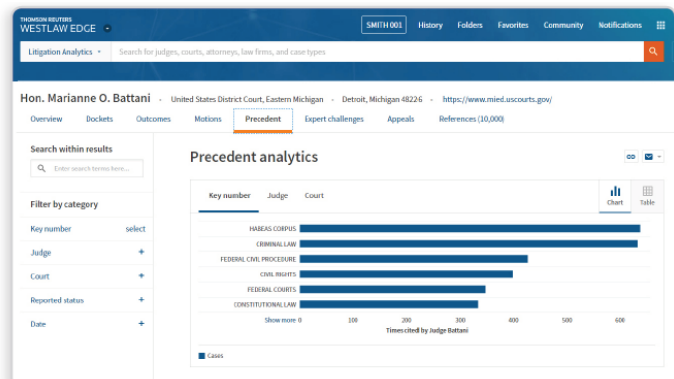 THOMSON REUTERS
WESTLAW EDGE
SMITH 001 History Folders Favorites Community Notifications
Litigation Analytics Search for judges, courts, attorneys, law firms, and case types
Hon. Marianne O. Battani - United States District Court, Eastern Michigan - Detroit, Michigan 48226 - https://www.mied.uscourts.gov/
Overview Dockets Outcomes Motions Precedent Expert challenges Appeals References (10,000)
Search within results
Enter search terms here...
Filter by category
Key number select
Judge +
Court +
Reported status +
Date +
Precedent analytics
Key number Judge Court
Chart Table
HABEAS CORPUS
CRIMINAL LAW
FEDERAL CIVIL PROCEDURE
CIVIL RIGHTS
FEDERAL COURTS
CONSTITUTIONAL LAW
Show more 0 100 200 300 400 500 600
Times cited by Judge Battani
Cases